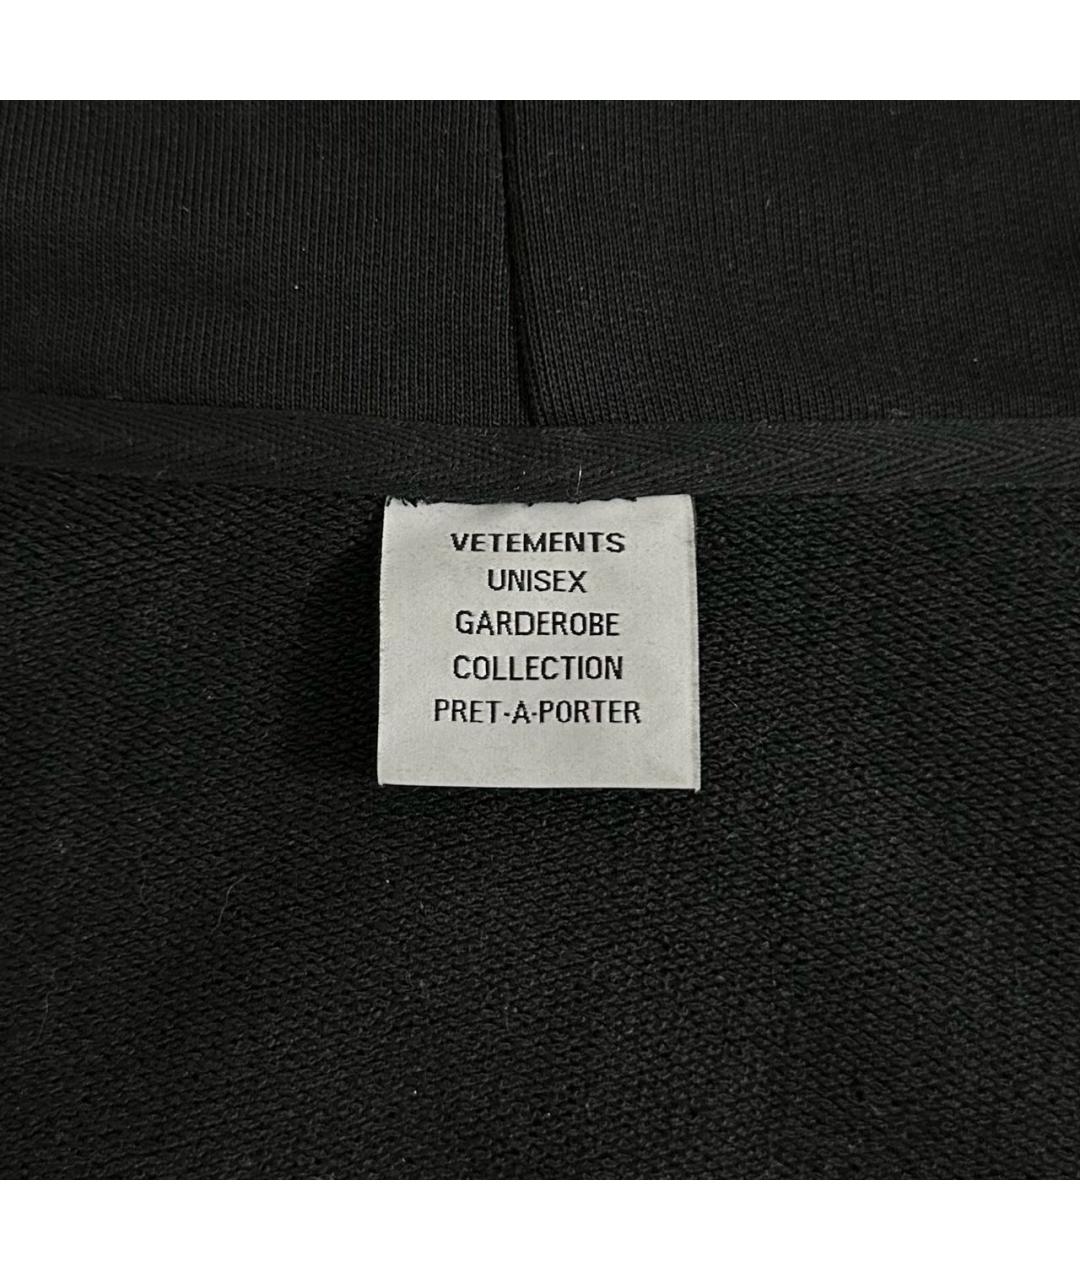 VETEMENTS
UNISEX
GARDEROBE
COLLECTION
PRET-A-PORTER